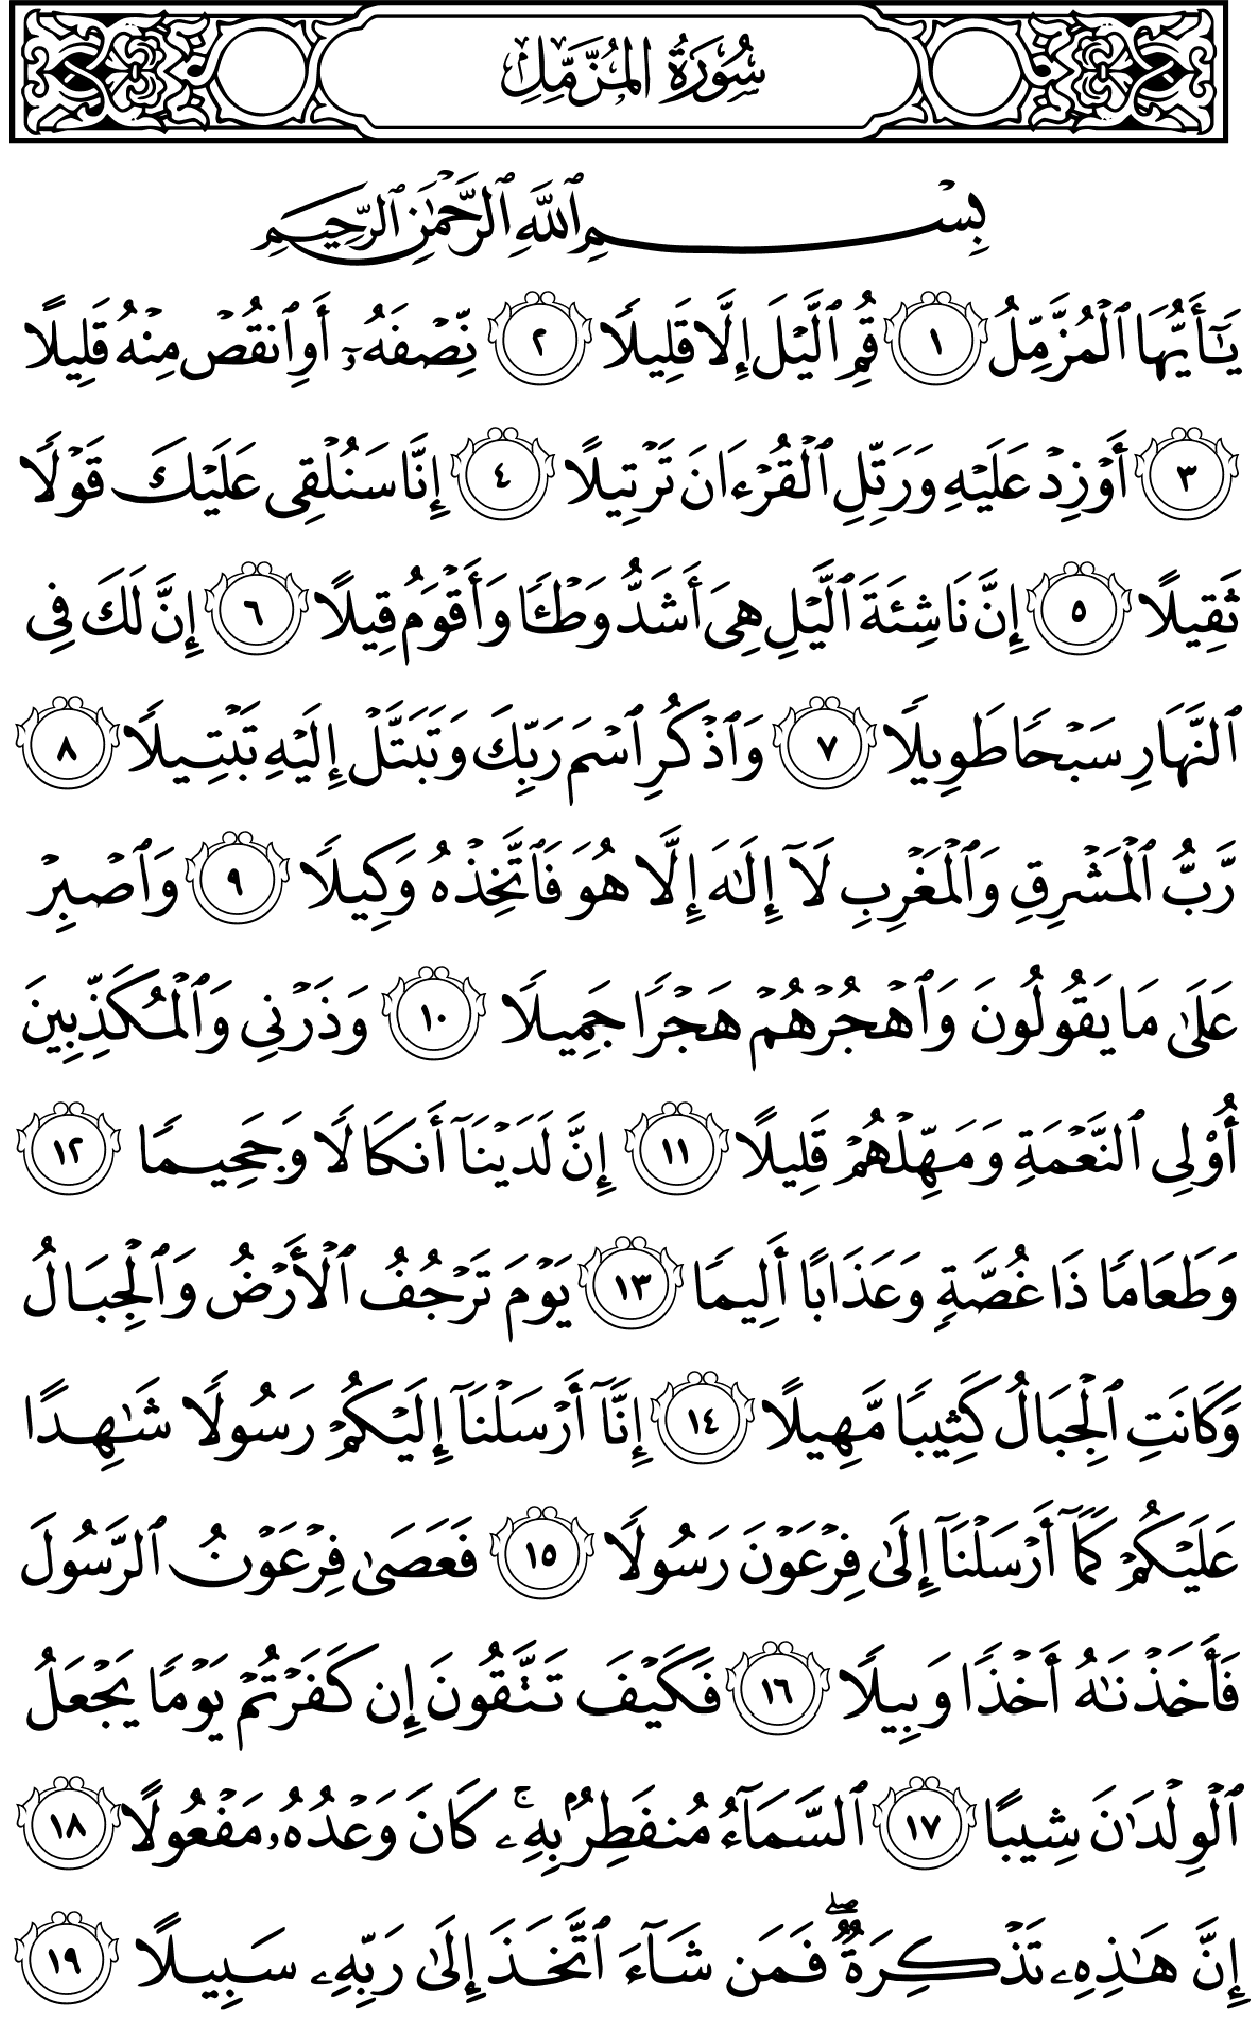 سُورَةُ المُزَّمِّلِ
بِسْمِ ٱللَّهِ ٱلرَّحْمَٰنِ ٱلرَّحِيمِ
يَٰٓأَيُّهَا ٱلْمُزَّمِّلُ ١ قُمِ ٱلَّيْلَ إِلَّا قَلِيلًا ٢ نِّصْفَهُۥٓ أَوِ ٱنقُصْ مِنْهُ قَلِيلًا
٣ أَوْ زِدْ عَلَيْهِ وَرَتِّلِ ٱلْقُرْءَانَ تَرْتِيلًا ٤ إِنَّا سَنُلْقِى عَلَيْكَ قَوْلًا
ثَقِيلًا ٥ إِنَّ نَاشِئَةَ ٱلَّيْلِ هِىَ أَشَدُّ وَطْـًٔا وَأَقْوَمُ قِيلًا ٦ إِنَّ لَكَ فِى
ٱلنَّهَارِ سَبْحًا طَوِيلًا ٧ وَٱذْكُرِ ٱسْمَ رَبِّكَ وَتَبَتَّلْ إِلَيْهِ تَبْتِيلًا ٨
رَّبُّ ٱلْمَشْرِقِ وَٱلْمَغْرِبِ لَآ إِلَٰهَ إِلَّا هُوَ فَٱتَّخِذْهُ وَكِيلًا ٩ وَٱصْبِرْ
عَلَىٰ مَا يَقُولُونَ وَٱهْجُرْهُمْ هَجْرًا جَمِيلًا ١٠ وَذَرْنِى وَٱلْمُكَذِّبِينَ
أُو۟لِى ٱلنَّعْمَةِ وَمَهِّلْهُمْ قَلِيلًا ١١ إِنَّ لَدَيْنَآ أَنكَالًا وَجَحِيمًا ١٢
وَطَعَامًا ذَا غُصَّةٍ وَعَذَابًا أَلِيمًا ١٣ يَوْمَ تَرْجُفُ ٱلْأَرْضُ وَٱلْجِبَالُ
وَكَانَتِ ٱلْجِبَالُ كَثِيبًا مَّهِيلًا ١٤ إِنَّآ أَرْسَلْنَآ إِلَيْكُمْ رَسُولًا شَٰهِدًا
عَلَيْكُمْ كَمَآ أَرْسَلْنَآ إِلَىٰ فِرْعَوْنَ رَسُولًا ١٥ فَعَصَىٰ فِرْعَوْنُ ٱلرَّسُولَ
فَأَخَذْنَٰهُ أَخْذًا وَبِيلًا ١٦ فَكَيْفَ تَتَّقُونَ إِن كَفَرْتُمْ يَوْمًا يَجْعَلُ
ٱلْوِلْدَٰنَ شِيبًا ١٧ ٱلسَّمَآءُ مُنفَطِرٌۢ بِهِۦ ۚ كَانَ وَعْدُهُۥ مَفْعُولًا ١٨
إِنَّ هَٰذِهِۦ تَذْكِرَةٌ ۖ فَمَن شَآءَ ٱتَّخَذَ إِلَىٰ رَبِّهِۦ سَبِيلًا ١٩